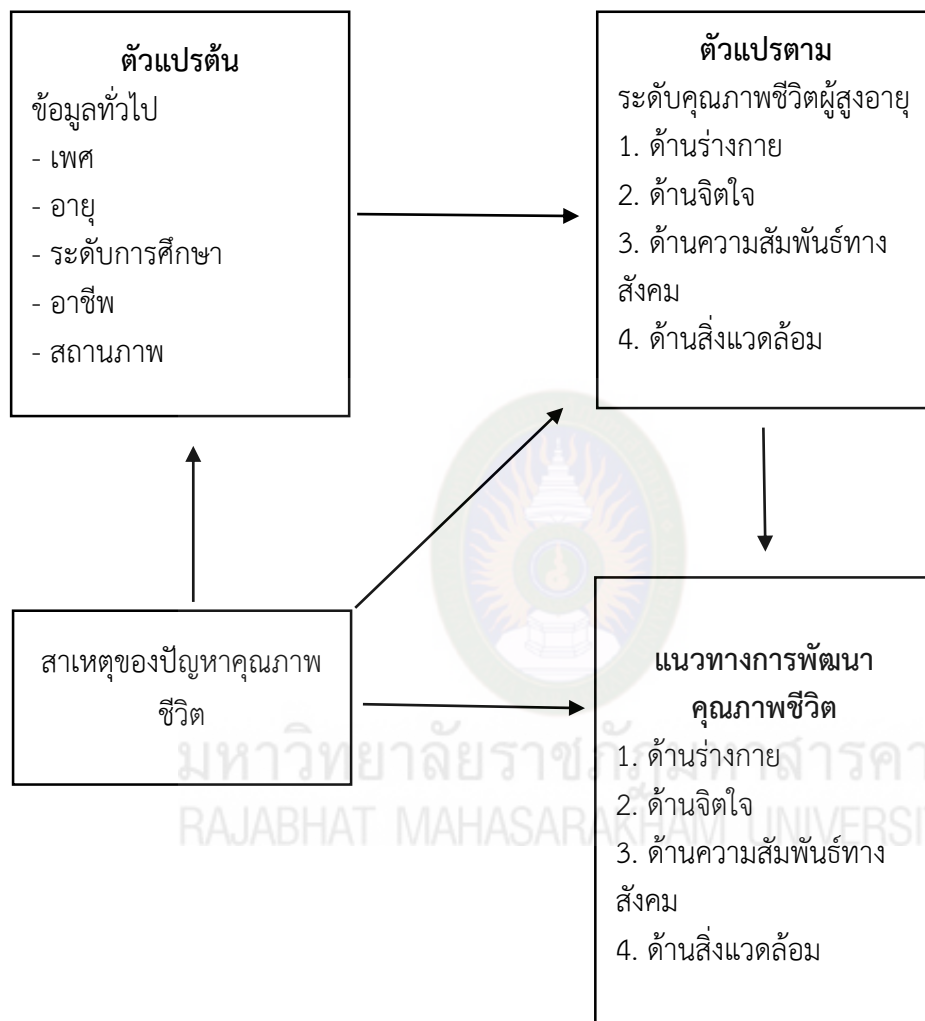 ตัวแปรต้น
ข้อมูลทั่วไป
- เพศ
- อายุ
- ระดับการศึกษา
- อาชีพ
- สถานภาพ
ตัวแปรตาม
ระดับคุณภาพชีวิตผู้สูงอายุ
1. ด้านร่างกาย
2. ด้านจิตใจ
3. ด้านความสัมพันธ์ทาง
สังคม
4. ด้านสิ่งแวดล้อม
สาเหตุของปัญหาคุณภาพ
ชีวิต
แนวทางการพัฒนา
คุณภาพชีวิต
1. ด้านร่างกาย
2. ด้านจิตใจ
3. ด้านความสัมพันธ์ทาง
สังคม
4. ด้านสิ่งแวดล้อม
มหาวิทยาลัยราชภัฏมหาสารคา
RAJABHAT MAHASARAKHAM UNIVERSI